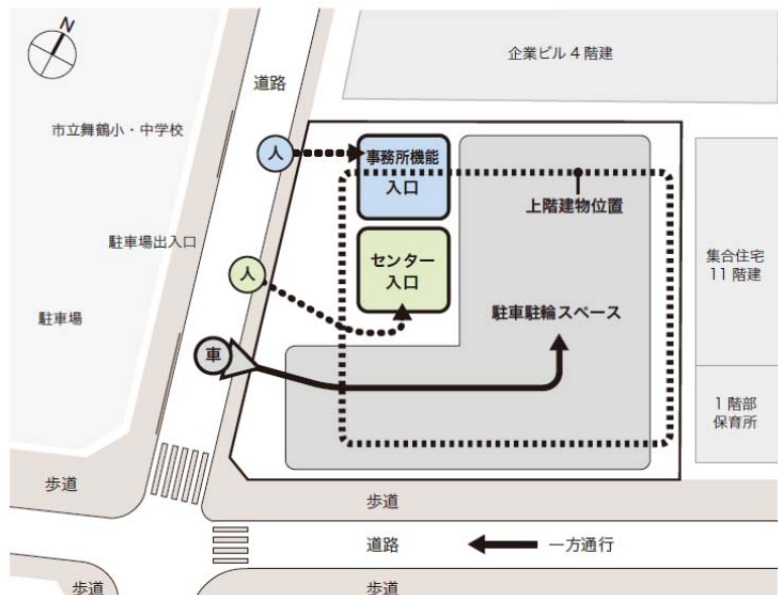 N
道路
企業ビル4階建
市立舞鶴小・中学校
人
事務所機能
入口
上階建物位置
駐車場出入口
人
センター
入口
集合住宅
11階建
駐車場
駐車駐輪スペース
車
1階部
保育所
歩道
歩道
道路
一方通行
歩道
歩道